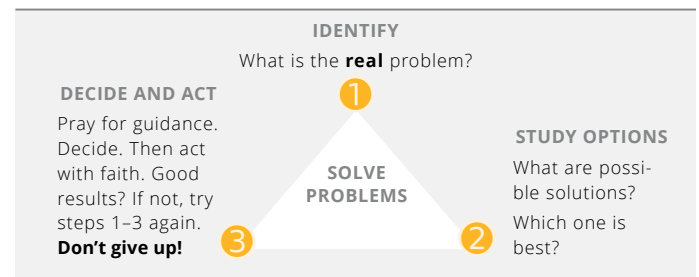 IDENTIFY
What is the real problem?
1
DECIDE AND ACT
Pray for guidance.
Decide. Then act
with faith. Good
results? If not, try
steps 1–3 again.
Don’t give up!
3
SOLVE
PROBLEMS
STUDY OPTIONS
What are possi-
ble solutions?
Which one is
best?
2